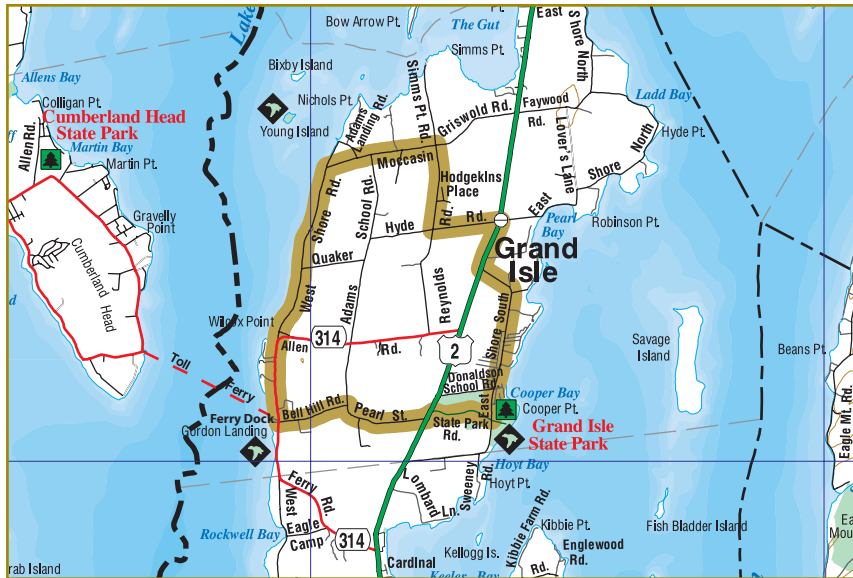 Lake
Bow Arrow Pt.
The Gut
Simms Pt.
East
Shore North
Allens Bay
Colligan Pt.
Bixby Island
Nichols Pt.
Young Island
Adams
Landing Rd.
Simms Pt. Rd.
Griswold Rd.
Faywood
Rd.
Ladd Bay
Hyde Pt.
Cumberland Head
State Park
Allen Rd.
Martin Bay
Martin Pt.
Moccasin
Lover's Lane
East Shore North
Hodgekins
Place
Rd.
Gravelly
Point
West Shore Rd.
Adams School Rd.
Quaker
Hyde
Rd.
East
Pearl
Bay
Robinson Pt.
Grand
Isle
Cumberland Head
Reynolds
East Shore South
Wilcox Point
Allen
314
Rd.
2
Savage
Island
Beans Pt.
Toll
Ferry
Donaldson
School Rd.
Cooper Bay
Cooper Pt.
Bell Hill Rd.
Pearl St.
State Park
Rd.
Grand Isle
State Park
Ferry Dock
Gordon Landing
Eagle Mt. Rd.
Hoyt Bay
Hoyt Pt.
Sweeney
Rd.
Lombard
Ln.
Ferry
Rd.
West
Eagle
Camp
314
Rockwell Bay
Cardinal
Kellogg Is.
Keeler Bay
Kibbie Farm Rd.
Kibbie Pt.
Englewood
Rd.
Rd.
Fish Bladder Island
rab Island